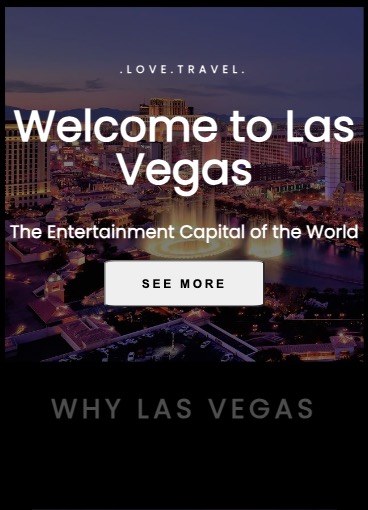 .LOVE.TRAVEL.
Welcome to Las
Vegas
The Entertainment Capital of the World
SEE MORE
WHY LAS VEGAS